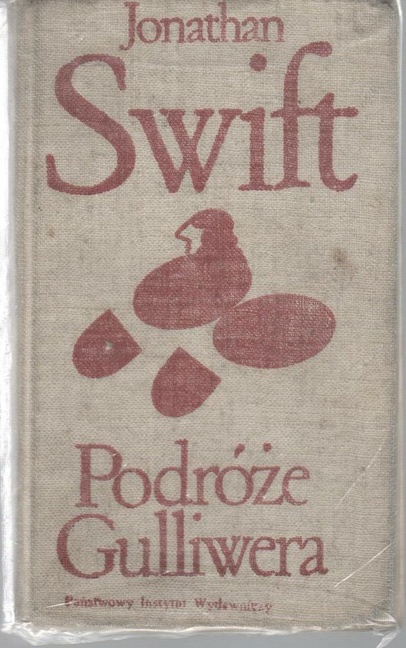 Jonathan
Swift
Podróże
Gulliwera
Państwowy Instytut Wydawniczy